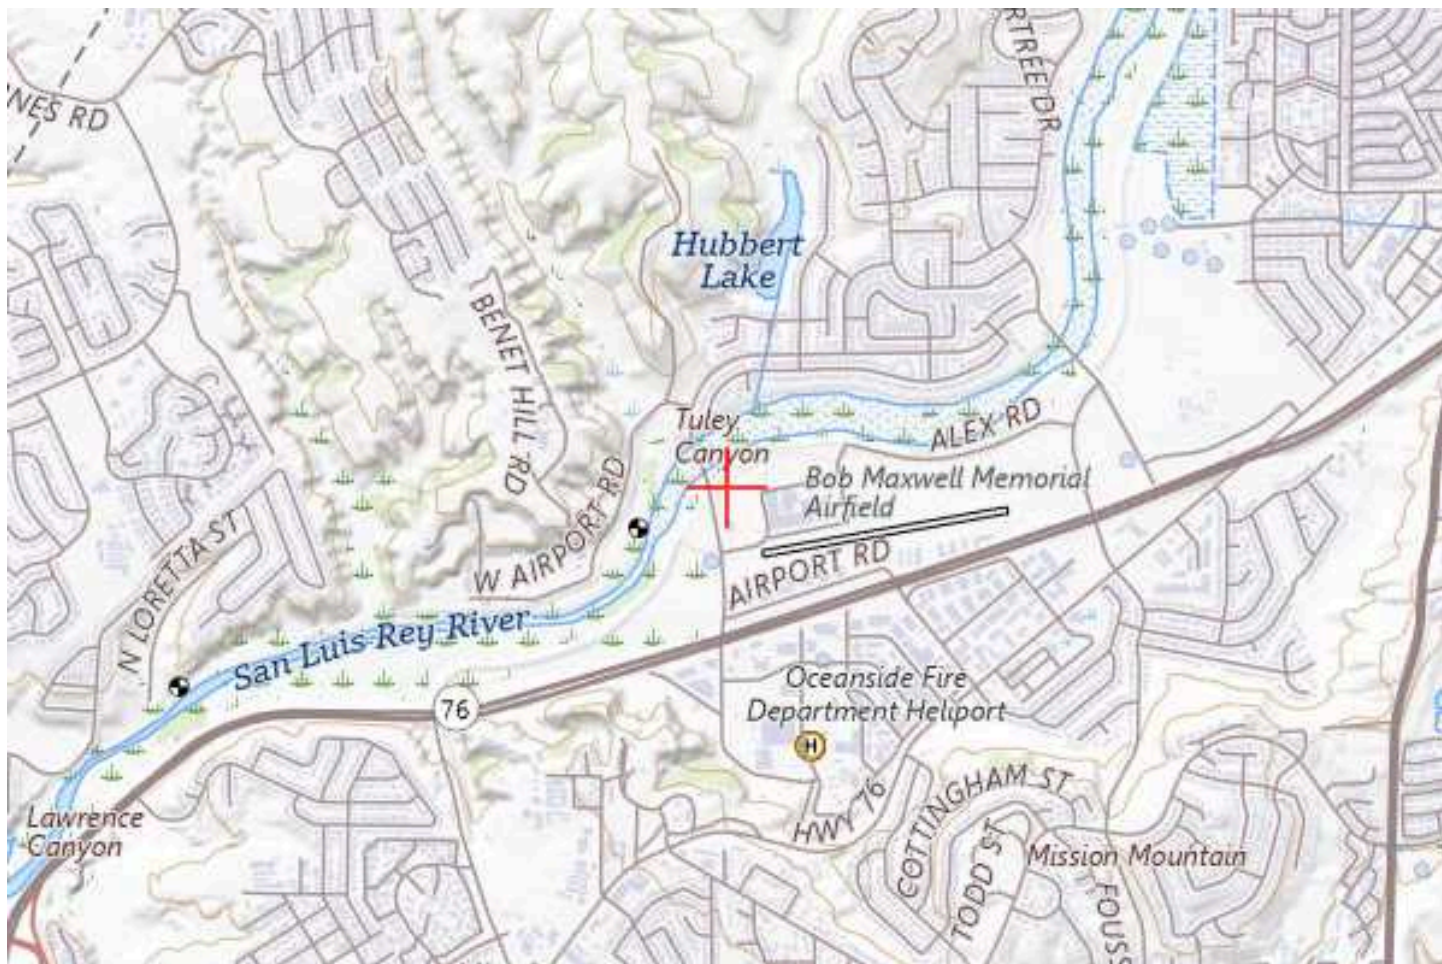 RTREE DR
NES RD
Hubbert
Lake
BENET HILL RD
Tuley
Canyon
ALEX RD
Bob Maxwell Memorial
Airfield
W AIRPORT RD
AIRPORT RD
N LORETTA ST
San Luis Rey River
Oceanside Fire
Department Heliport
76
H
HWY 76
COTTINGHAM ST
TODD ST
Lawrence
Canyon
Mission Mountain
FOUSS